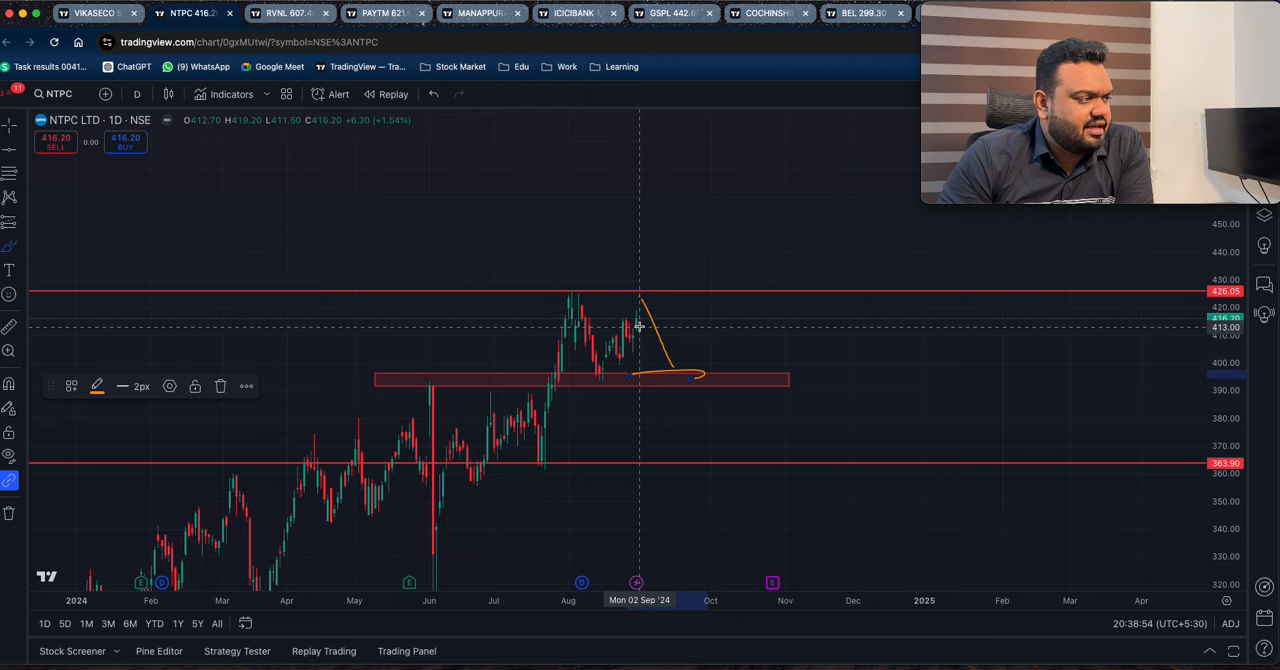 VIKASECO S
NTPC 416.2
RVNL 607.4
PAYTM 621.
MANAPPUR
ICICIBANK 1
GSPL 442.6
COCHINSH
BEL 299.30
tradingview.com/chart/0gxMUtwi/?symbol=NSE%3ANTPC
Task results 0041...
ChatGPT
(9) WhatsApp
Google Meet
TradingView — Tra...
Stock Market
Edu
Work
Learning
11
NTPC
D
Indicators
Alert
Replay
NTPC LTD · 1D · NSE
O412.70 H419.20 L411.50 C416.20 +6.30 (+1.54%)
416.20
SELL
0.00
416.20
BUY
450.00
440.00
430.00
426.05
420.00
416.20
413.00
400.00
390.00
380.00
370.00
363.90
360.00
350.00
340.00
330.00
320.00
2px
E
D
E
D
E
2024
Feb
Mar
Apr
May
Jun
Jul
Aug
Mon 02 Sep '24
Oct
Nov
Dec
2025
Feb
Mar
Apr
1D 5D 1M 3M 6M YTD 1Y 5Y All
20:38:54 (UTC+5:30)
ADJ
Stock Screener
Pine Editor
Strategy Tester
Replay Trading
Trading Panel